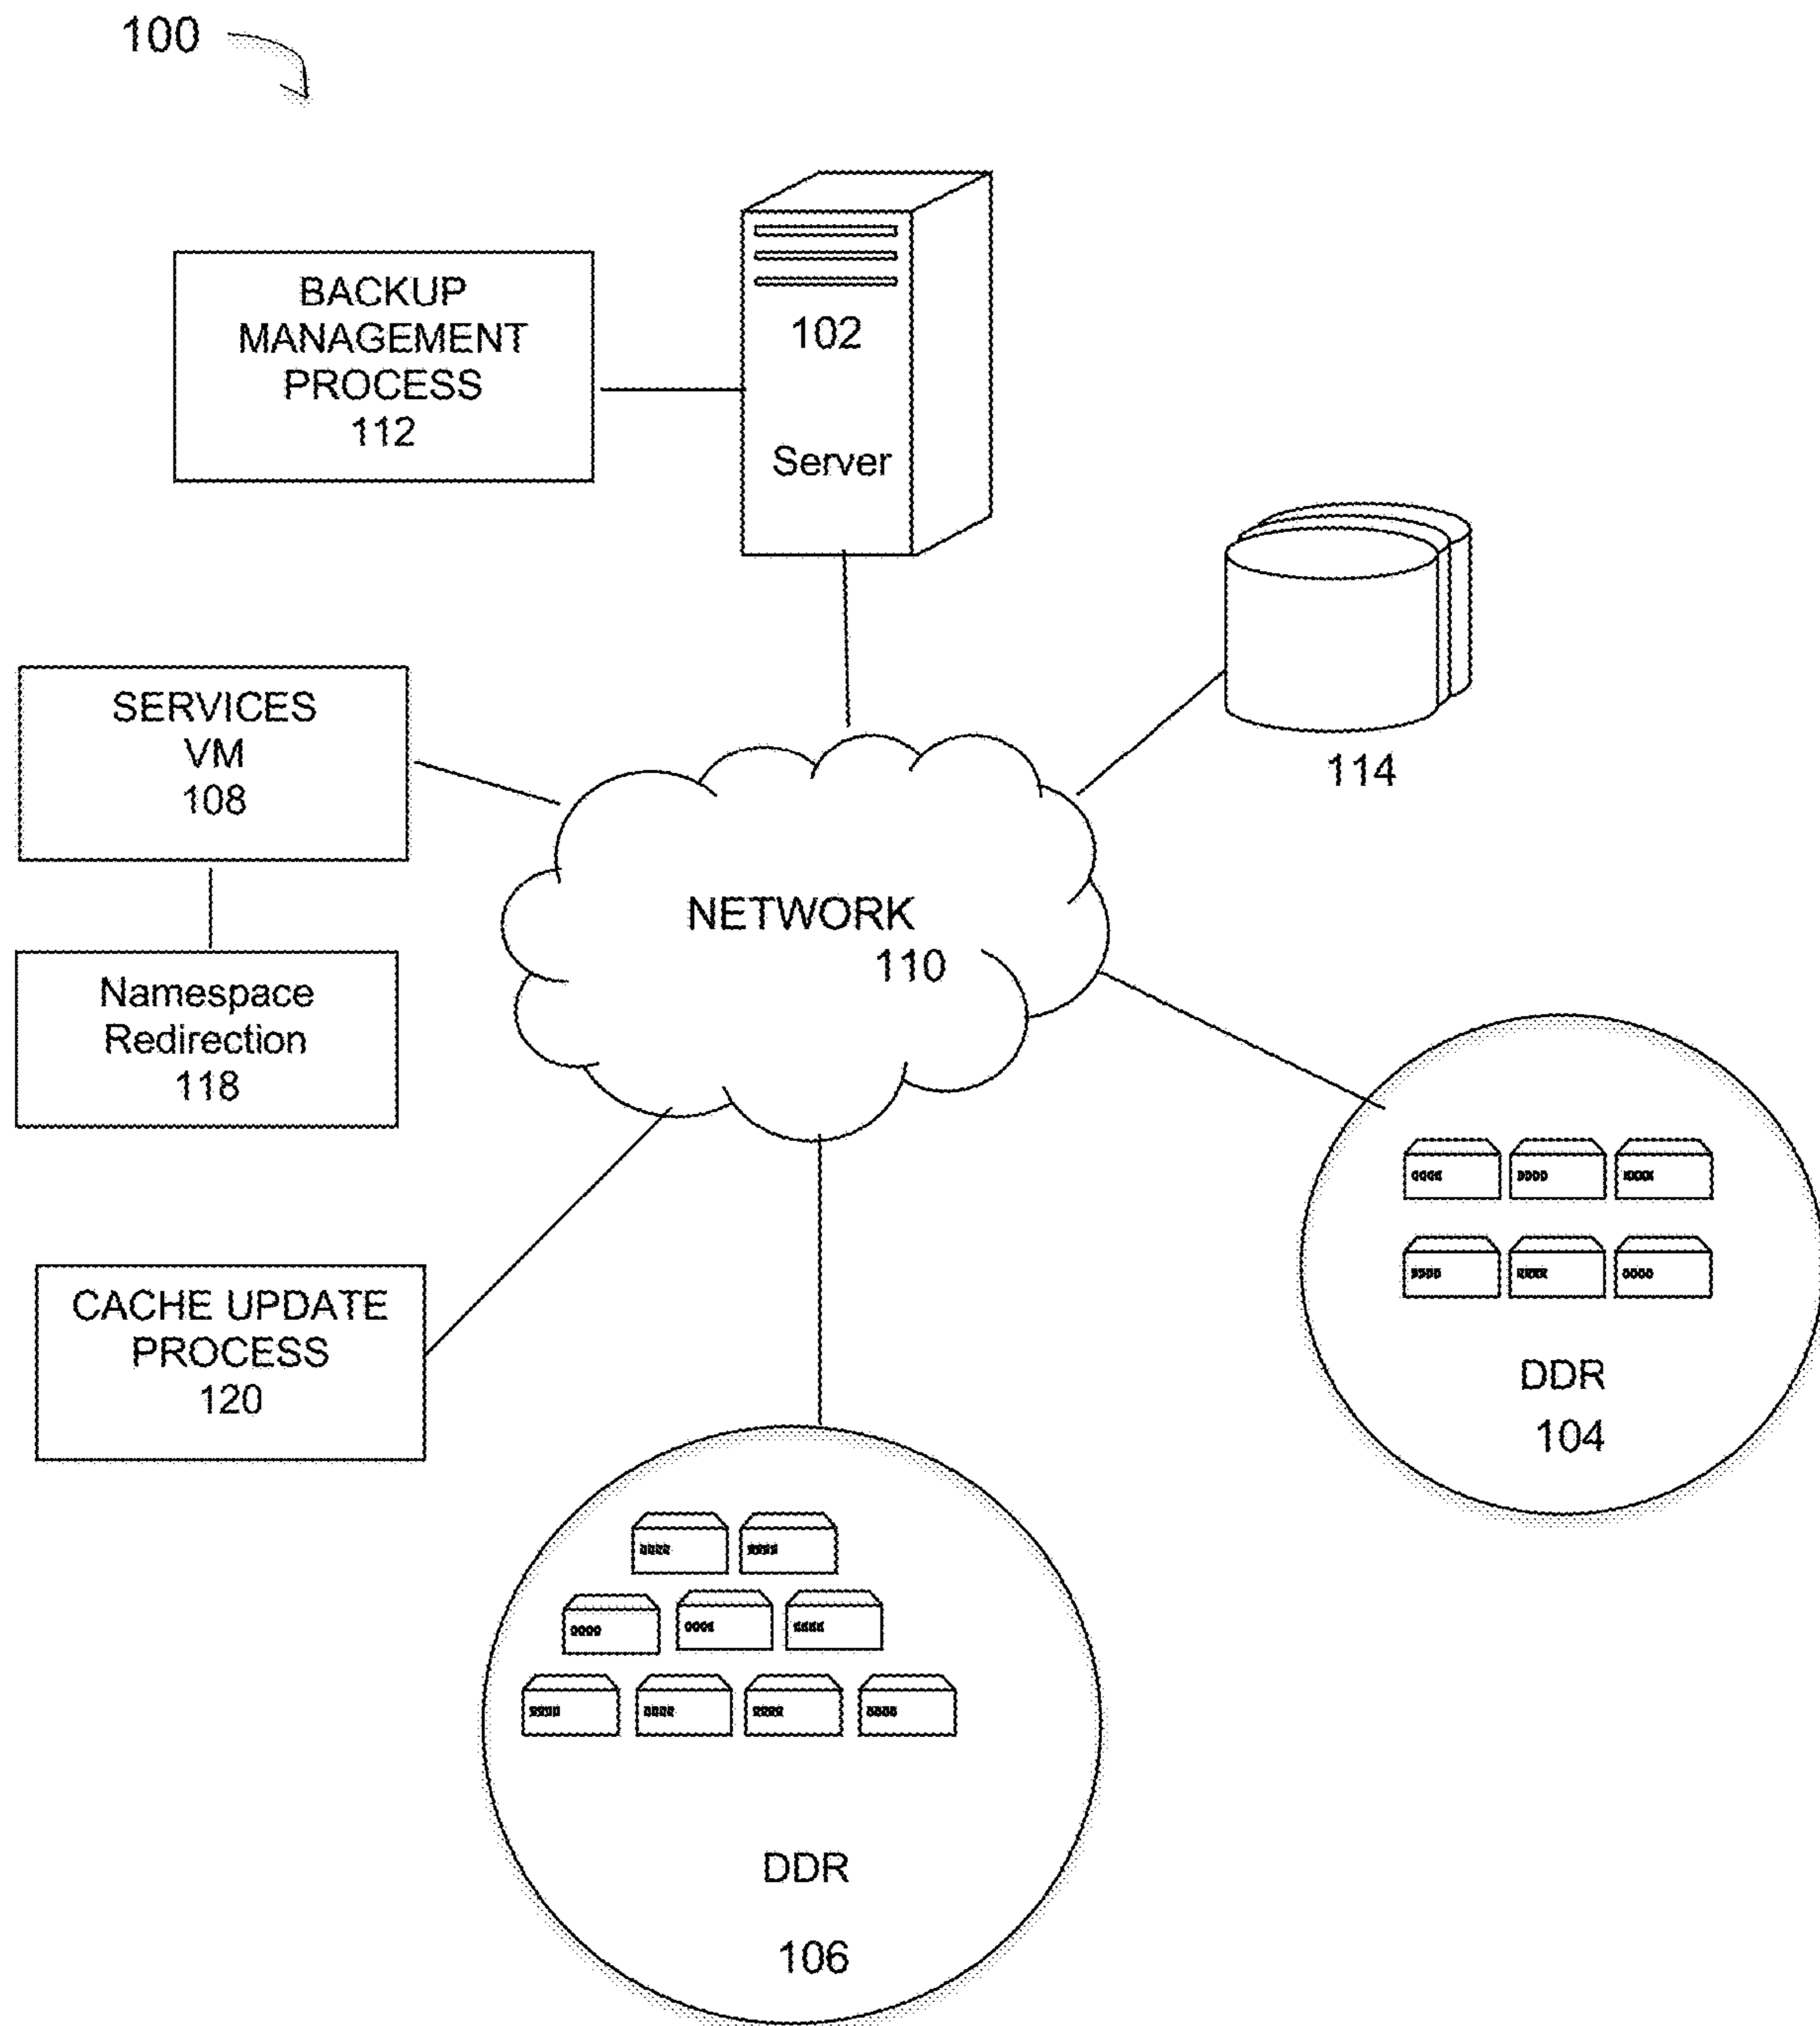 100
BACKUP
MANAGEMENT
PROCESS
112
102
Server
114
SERVICES
VM
108
NETWORK
110
Namespace
Redirection
118
CACHE UPDATE
PROCESS
120
DDR
104
DDR
106